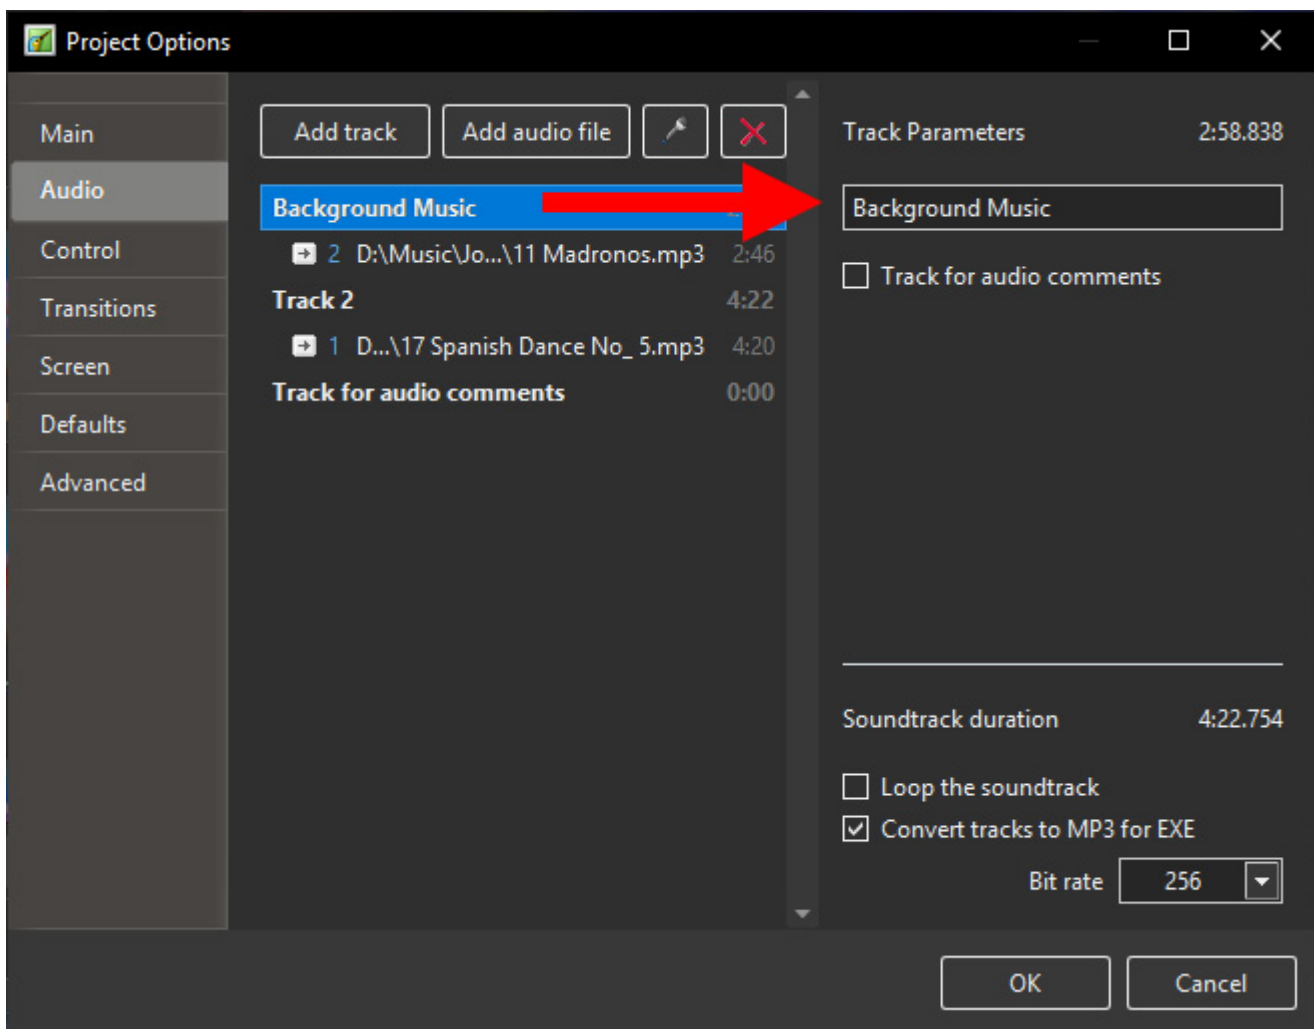 Project Options
Main
Audio
Control
Transitions
Screen
Defaults
Advanced
Add track
Add audio file
Background Music
2 D:\Music\Jo...\11 Madronos.mp3 2:46
Track 2 4:22
1 D...\17 Spanish Dance No_ 5.mp3 4:20
Track for audio comments 0:00
Track Parameters 2:58.838
Background Music
Track for audio comments
Soundtrack duration 4:22.754
Loop the soundtrack
Convert tracks to MP3 for EXE
Bit rate 256
OK Cancel